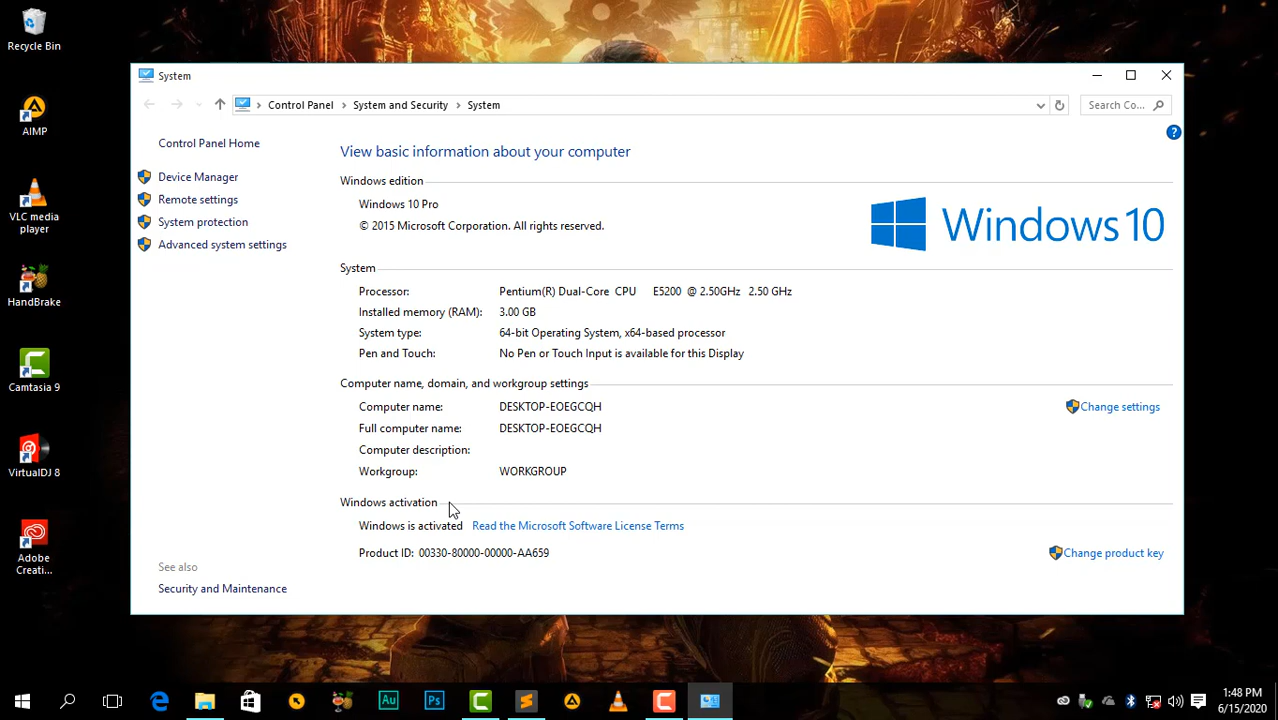 Recycle Bin
AIMP
VLC media
player
HandBrake
Camtasia 9
VirtualDJ 8
Adobe
Creati...
System
Control Panel > System and Security > System
Search Co...
Control Panel Home
Device Manager
Remote settings
System protection
Advanced system settings
See also
Security and Maintenance
View basic information about your computer
Windows edition
Windows 10 Pro
© 2015 Microsoft Corporation. All rights reserved.
Windows 10
System
Processor: Pentium(R) Dual-Core CPU E5200 @ 2.50GHz 2.50 GHz
Installed memory (RAM): 3.00 GB
System type: 64-bit Operating System, x64-based processor
Pen and Touch: No Pen or Touch Input is available for this Display
Computer name, domain, and workgroup settings
Computer name: DESKTOP-EOEGCQH
Change settings
Full computer name: DESKTOP-EOEGCQH
Computer description:
Workgroup: WORKGROUP
Windows activation
Windows is activated Read the Microsoft Software License Terms
Product ID: 00330-80000-00000-AA659
Change product key
Au
Ps
1:48 PM
6/15/2020